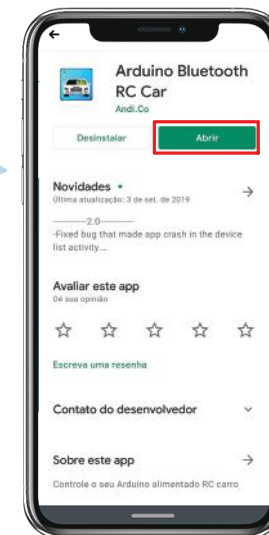 Arduino Bluetooth
RC Car
Andi.Co
Desinstalar
Abrir
Novidades •
Última atualização: 3 de set. de 2019
-----------2.0-----------
-Fixed bug that made app crash in the device
list activity....
Avaliar este app
Dê sua opinião
Escreva uma resenha
Contato do desenvolvedor
Sobre este app
Controle o seu Arduino alimentado RC carro